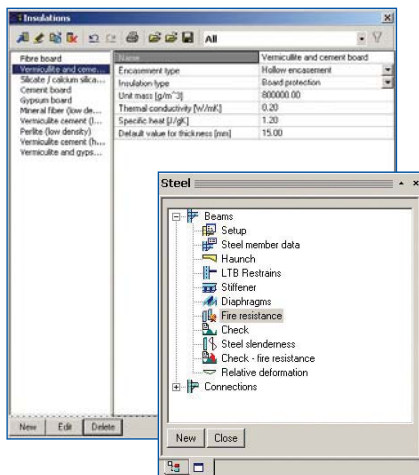 Insulations
All
Fibre board
Vermiculite and ceme...
Silicate / calcium silica...
Cement board
Gypsum board
Mineral fiber (low de...
Vermiculite cement (l...
Perlite (low density)
Vermiculite cement (h...
Vermiculite and gyps...
Name Vermiculite and cement board
Encasement type Hollow encasement
Insulation type Board protection
Unit mass [g/m^3] 800000.00
Thermal conductivity [W/mK] 0.20
Specific heat [J/gK] 1.20
Default value for thickness [mm] 15.00
New Edit Delete
Steel
Beams
Setup
Steel member data
Haunch
LTB Restrains
Stiffener
Diaphragms
Fire resistance
Check
Steel slenderness
Check - fire resistance
Relative deformation
Connections
New Close